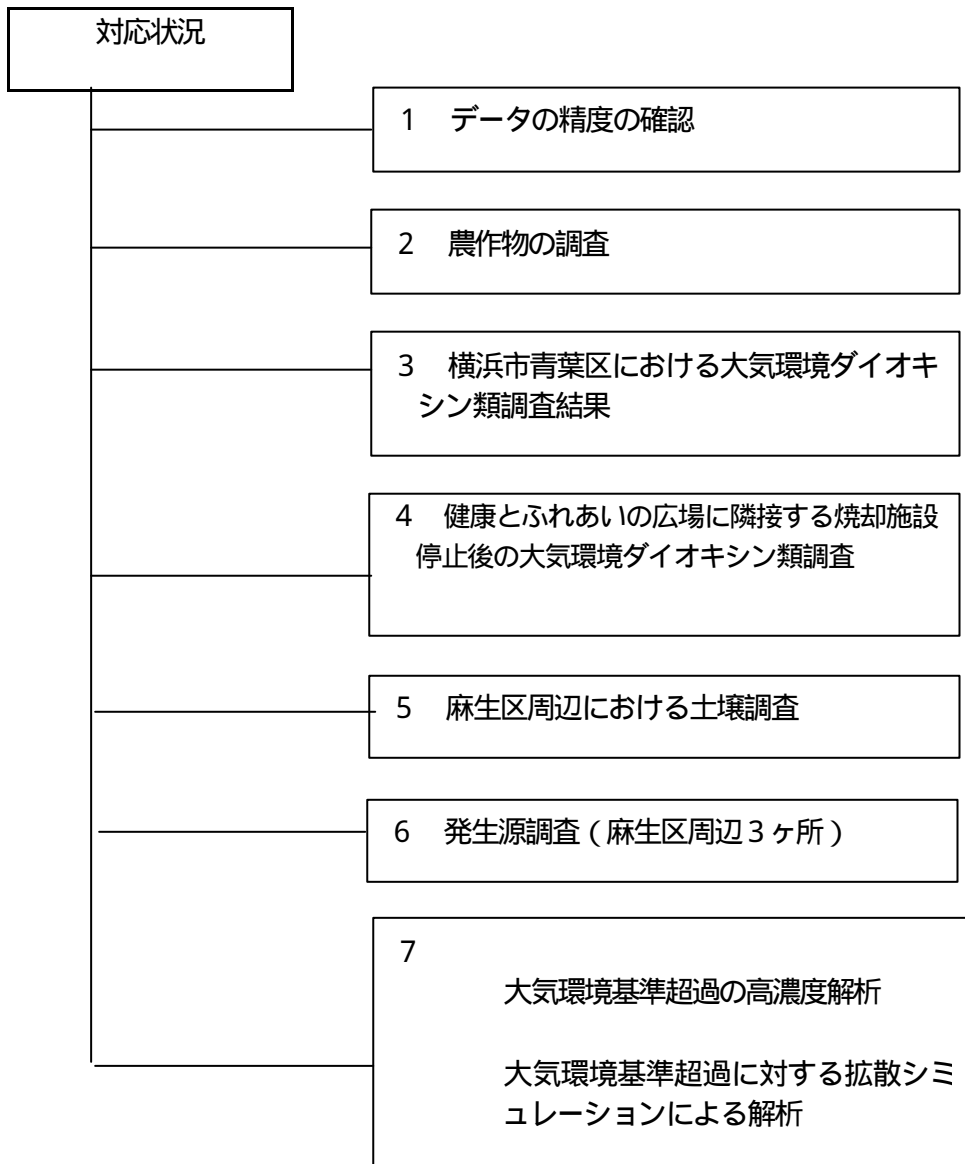 対応状況
1 データの精度の確認
2 農作物の調査
3 横浜市青葉区における大気環境ダイオキ
シン類調査結果
4 健康とふれあいの広場に隣接する焼却施設
停止後の大気環境ダイオキシン類調査
5 麻生区周辺における土壌調査
6 発生源調査(麻生区周辺3ヶ所)
7
大気環境基準超過の高濃度解析
大気環境基準超過に対する拡散シミ
ュレーションによる解析